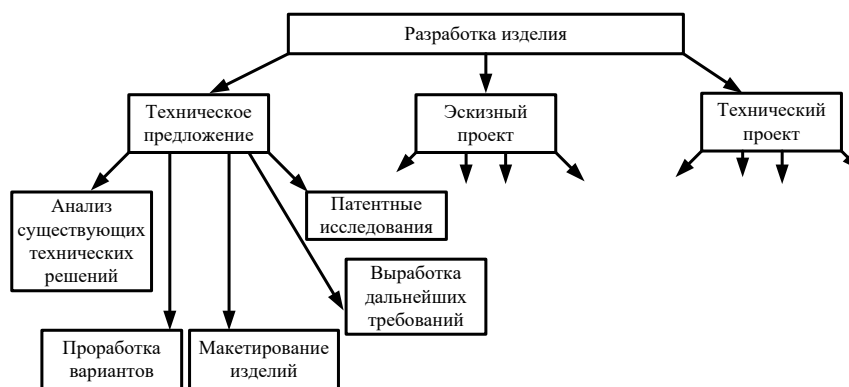 Разработка изделия
Техническое
предложение
Эскизный
проект
Технический
проект
Анализ
существующих
технических
решений
Патентные
исследования
Выработка
дальнейших
требований
Проработка
вариантов
Макетирование
изделий